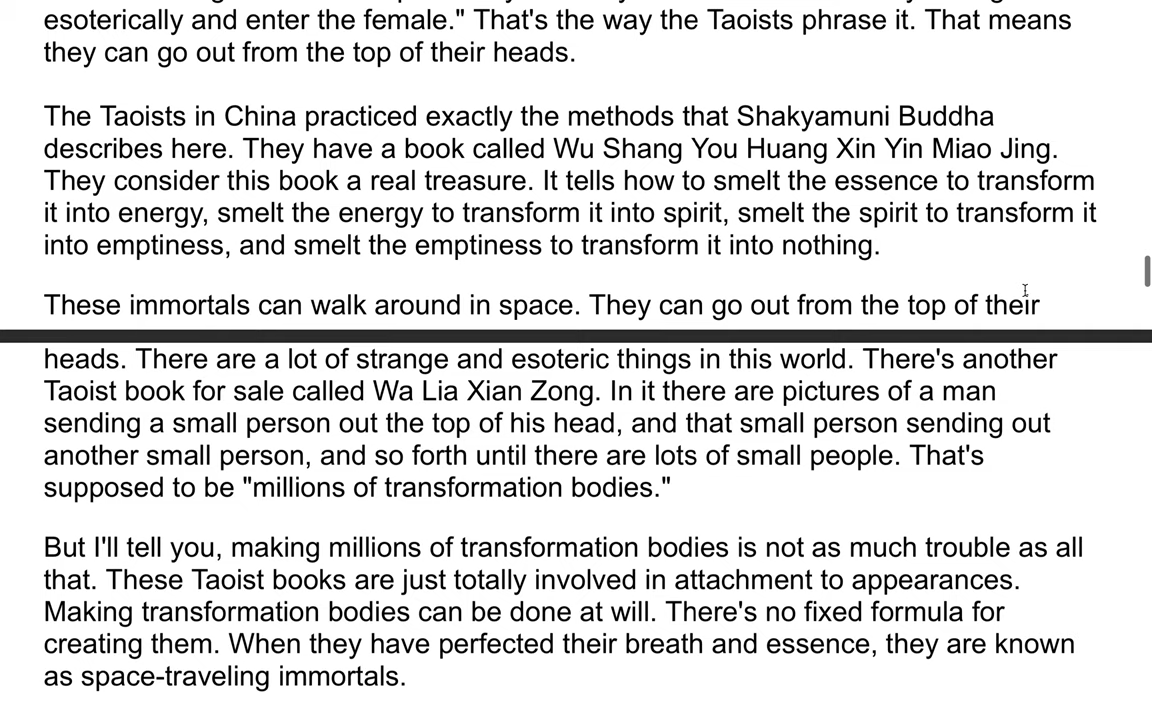 esoterically and enter the female." That's the way the Taoists phrase it. That means
they can go out from the top of their heads.
The Taoists in China practiced exactly the methods that Shakyamuni Buddha
describes here. They have a book called Wu Shang You Huang Xin Yin Miao Jing.
They consider this book a real treasure. It tells how to smelt the essence to transform
it into energy, smelt the energy to transform it into spirit, smelt the spirit to transform it
into emptiness, and smelt the emptiness to transform it into nothing.
These immortals can walk around in space. They can go out from the top of their
heads. There are a lot of strange and esoteric things in this world. There's another
Taoist book for sale called Wa Lia Xian Zong. In it there are pictures of a man
sending a small person out the top of his head, and that small person sending out
another small person, and so forth until there are lots of small people. That's
supposed to be "millions of transformation bodies."
But I'll tell you, making millions of transformation bodies is not as much trouble as all
that. These Taoist books are just totally involved in attachment to appearances.
Making transformation bodies can be done at will. There's no fixed formula for
creating them. When they have perfected their breath and essence, they are known
as space-traveling immortals.